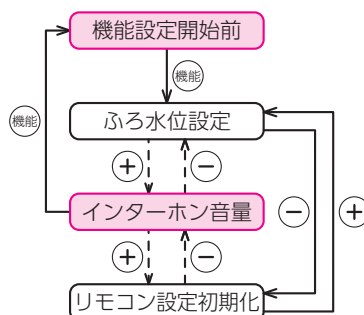 機能設定開始前
機能
機能
ふろ水位設定
+
−
インターホン音量
−
+
+
−
リモコン設定初期化